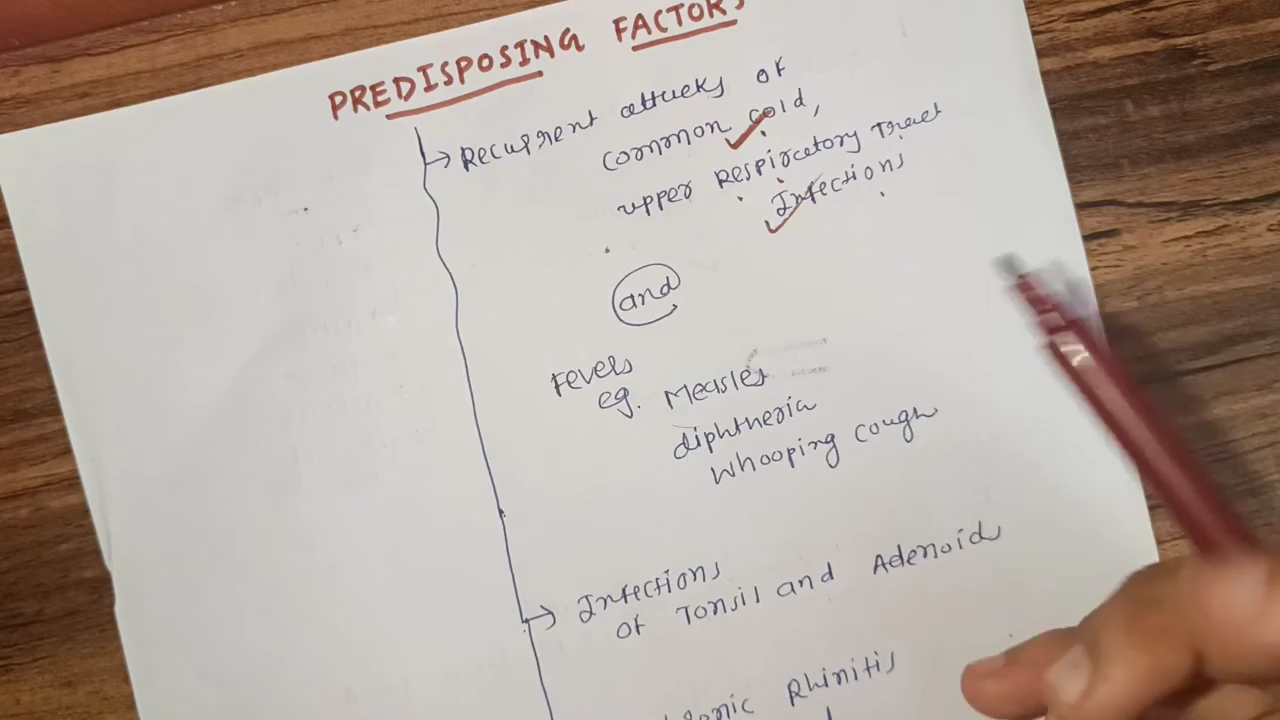 PREDISPOSING FACTORS
Recurrent attacks of
common cold,
upper Respiratory Tract
Infections
and
Fevers
eg. Measles
diphtheria
Whooping cough
Infections
of Tonsil and Adenoid
Rhinitis